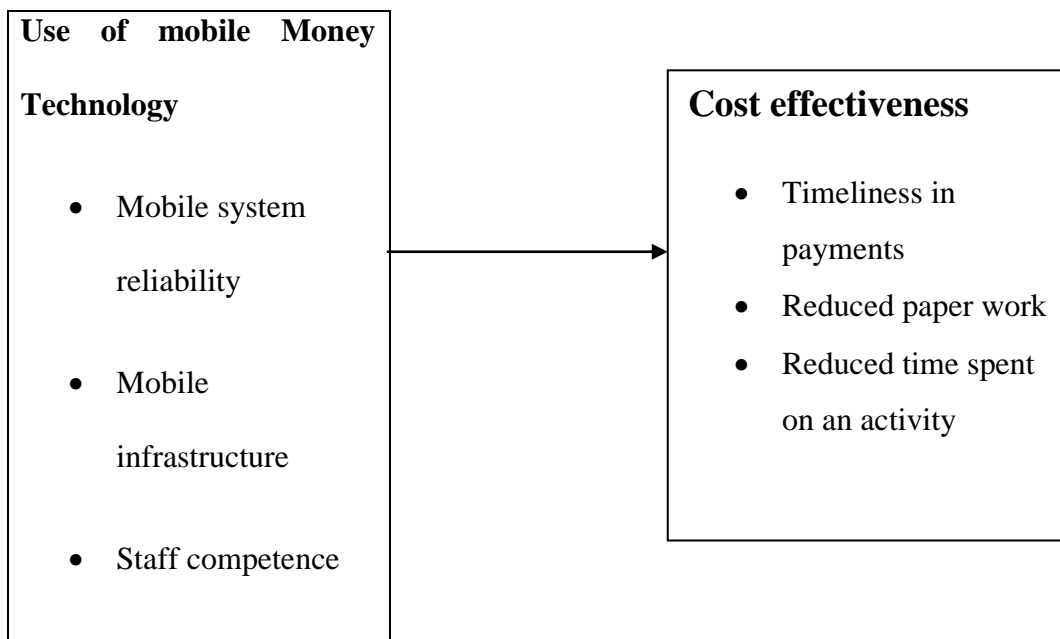 Use of mobile Money
Technology
• Mobile system
reliability
• Mobile
infrastructure
• Staff competence
Cost effectiveness
• Timeliness in
payments
• Reduced paper work
• Reduced time spent
on an activity